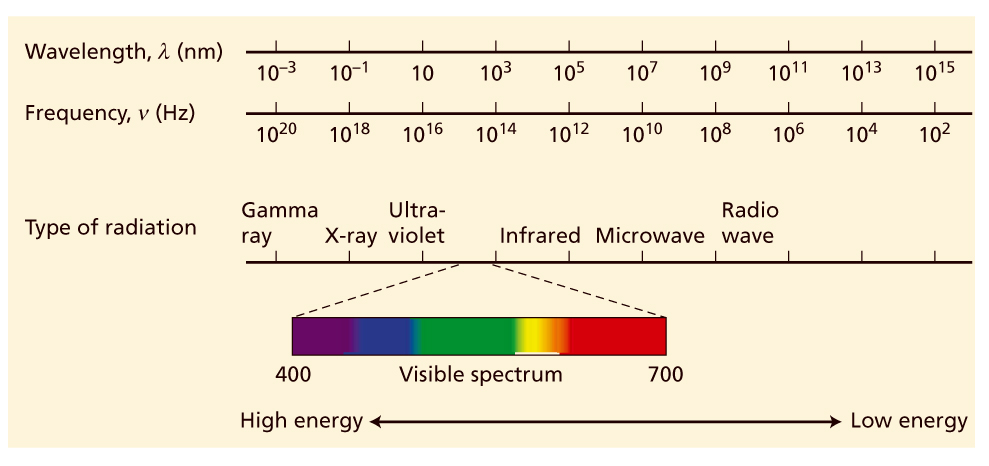 Wavelength, λ (nm)
10⁻³ 10⁻¹ 10 10³ 10⁵ 10⁷ 10⁹ 10¹¹ 10¹³ 10¹⁵
Frequency, ν (Hz)
10²⁰ 10¹⁸ 10¹⁶ 10¹⁴ 10¹² 10¹⁰ 10⁸ 10⁶ 10⁴ 10²
Type of radiation
Gamma
ray
X-ray
Ultra-
violet
Infrared
Microwave
Radio
wave
400 Visible spectrum 700
High energy Low energy